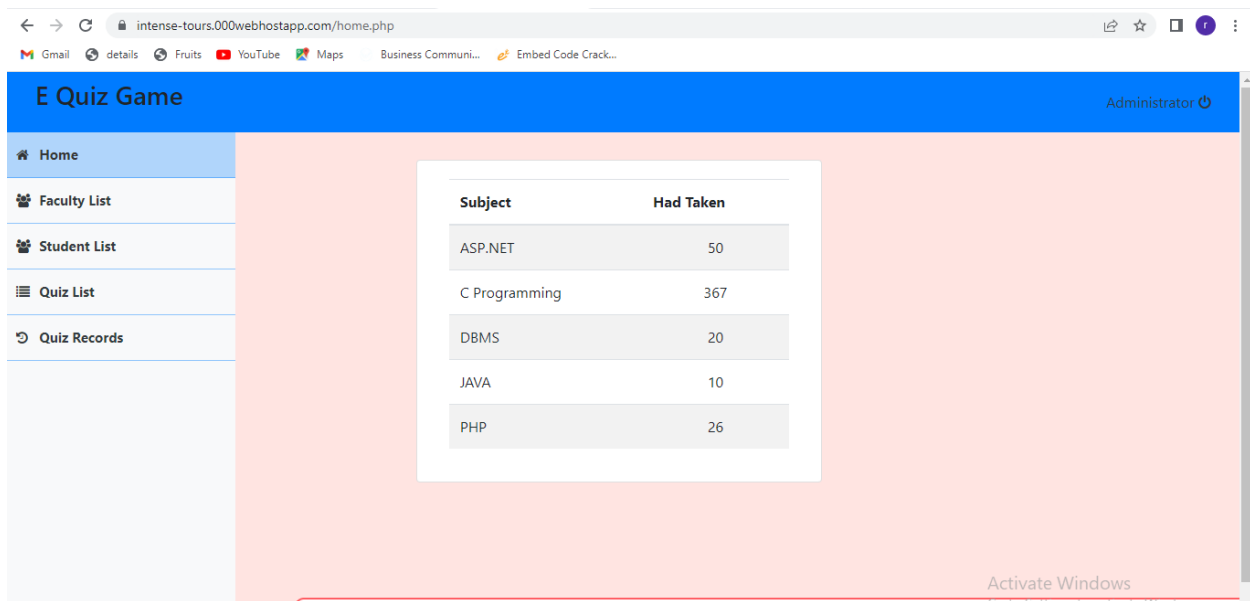 intense-tours.000webhostapp.com/home.php
r
Gmail details Fruits YouTube Maps Business Communi... Embed Code Crack...
E Quiz Game
Administrator
Home
Faculty List
Student List
Quiz List
Quiz Records
Subject Had Taken
ASP.NET 50
C Programming 367
DBMS 20
JAVA 10
PHP 26
Activate Windows